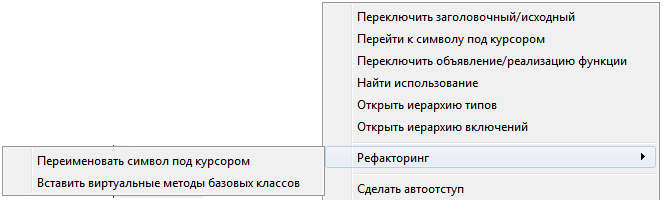 Переключить заголовочный/исходный
Перейти к символу под курсором
Переключить объявление/реализацию функции
Найти использование
Открыть иерархию типов
Открыть иерархию включений
Рефакторинг
Переименовать символ под курсором
Вставить виртуальные методы базовых классов
Сделать автоотступ